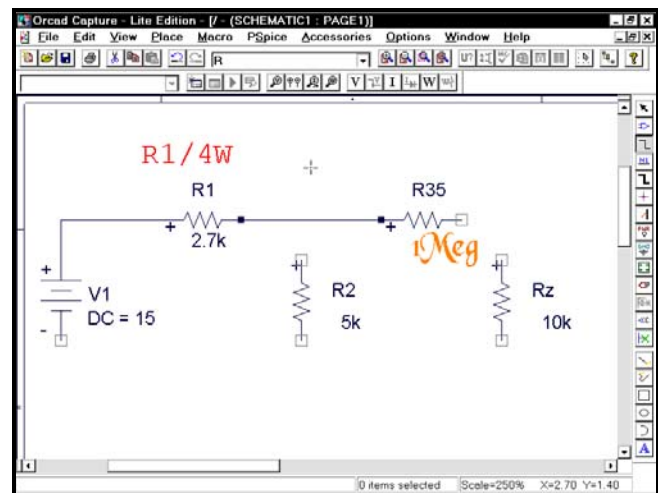 Orcad Capture - Lite Edition - [/ - (SCHEMATIC1 : PAGE1)]
File Edit View Place Macro PSpice Accessories Options Window Help
R
U?
V I W
R1/4W
R1
R35
2.7k
1Meg
+
V1
DC = 15
-
R2
5k
Rz
10k
0 items selected Scale=250% X=2.70 Y=1.40